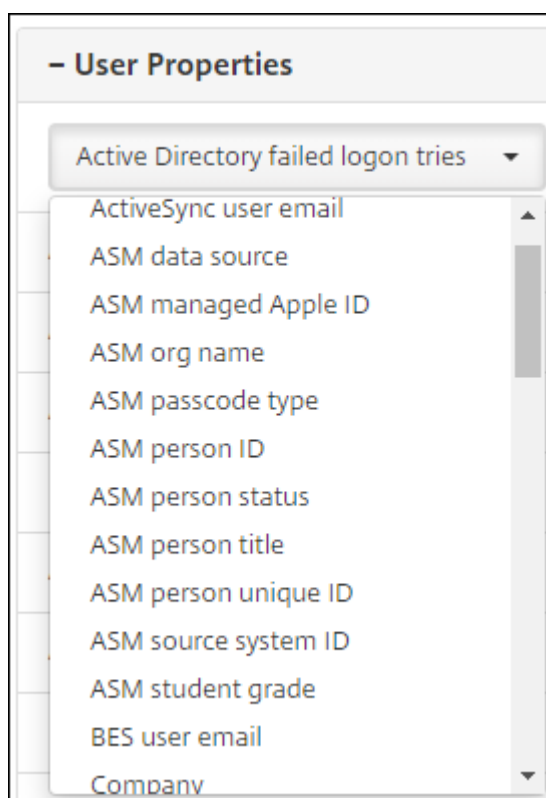 – User Properties
Active Directory failed logon tries
ActiveSync user email
ASM data source
ASM managed Apple ID
ASM org name
ASM passcode type
ASM person ID
ASM person status
ASM person title
ASM person unique ID
ASM source system ID
ASM student grade
BES user email
Company